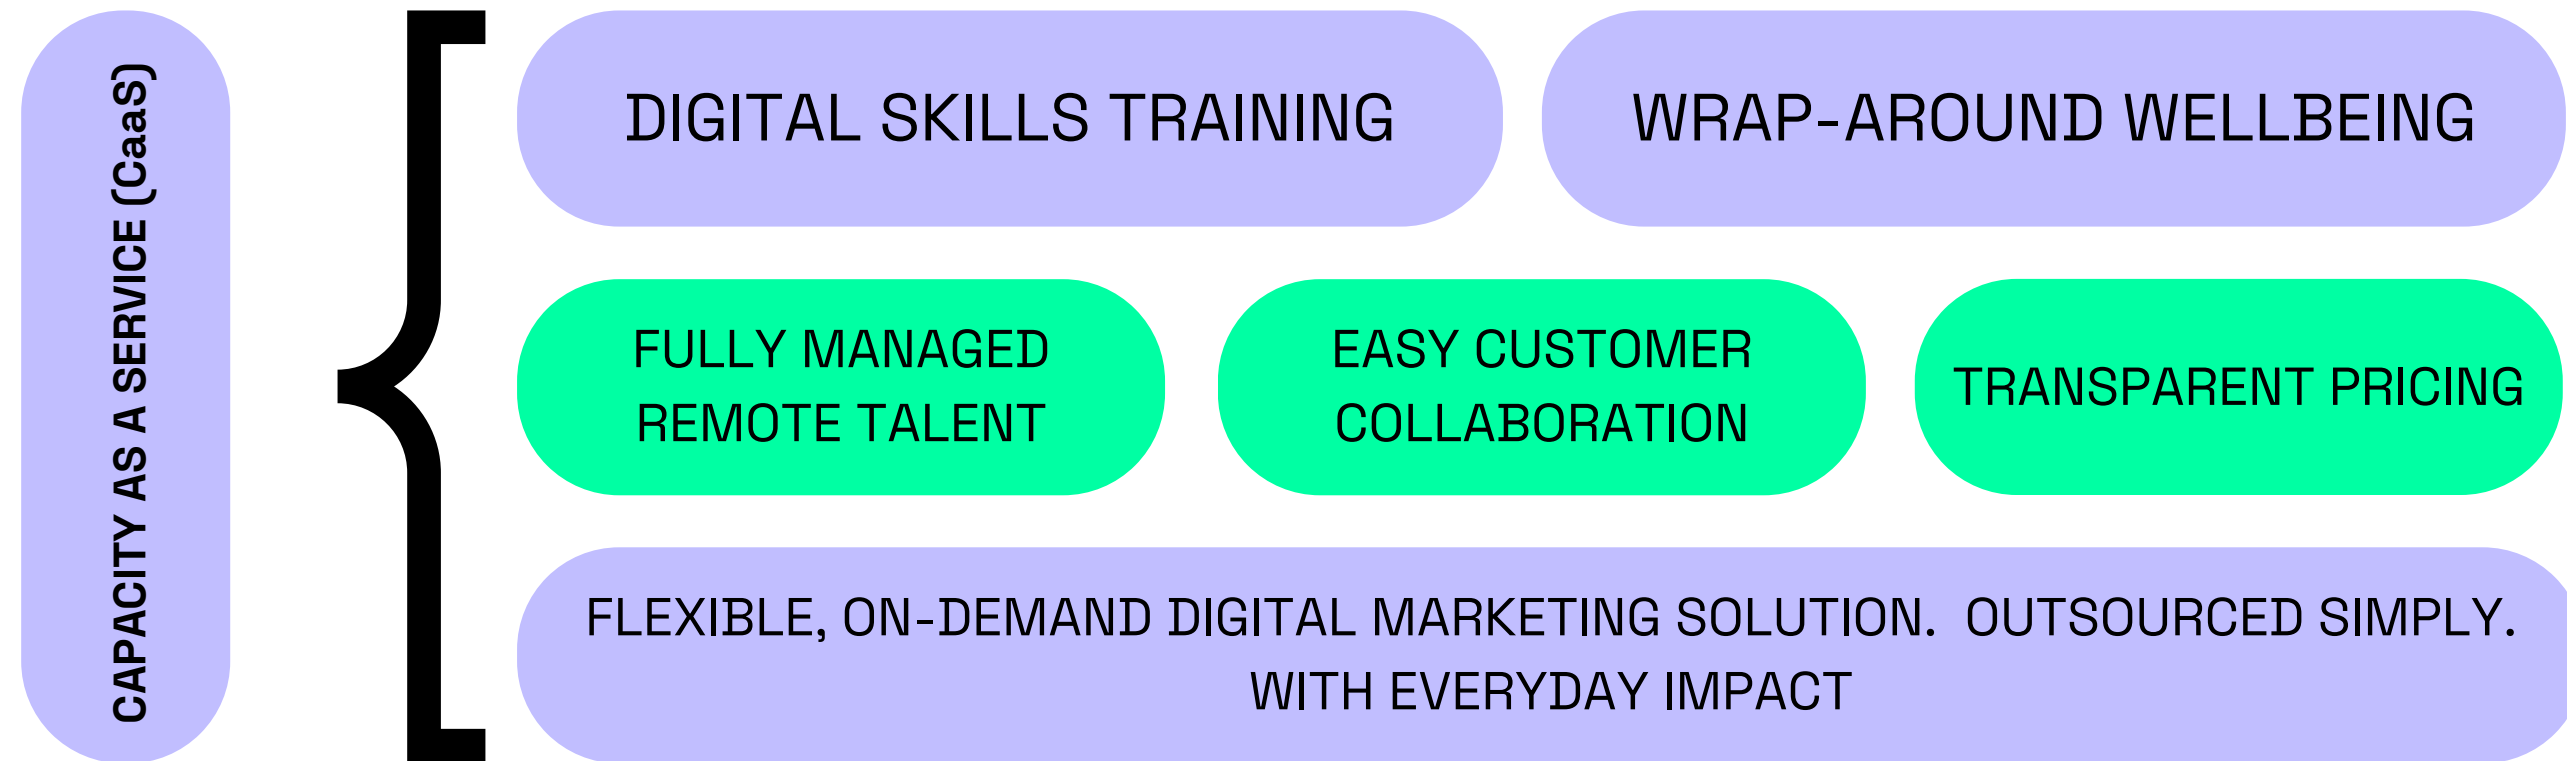 CAPACITY AS A SERVICE (CaaS)
DIGITAL SKILLS TRAINING
WRAP-AROUND WELLBEING
FULLY MANAGED
REMOTE TALENT
EASY CUSTOMER
COLLABORATION
TRANSPARENT PRICING
FLEXIBLE, ON-DEMAND DIGITAL MARKETING SOLUTION.  OUTSOURCED SIMPLY.
WITH EVERYDAY IMPACT